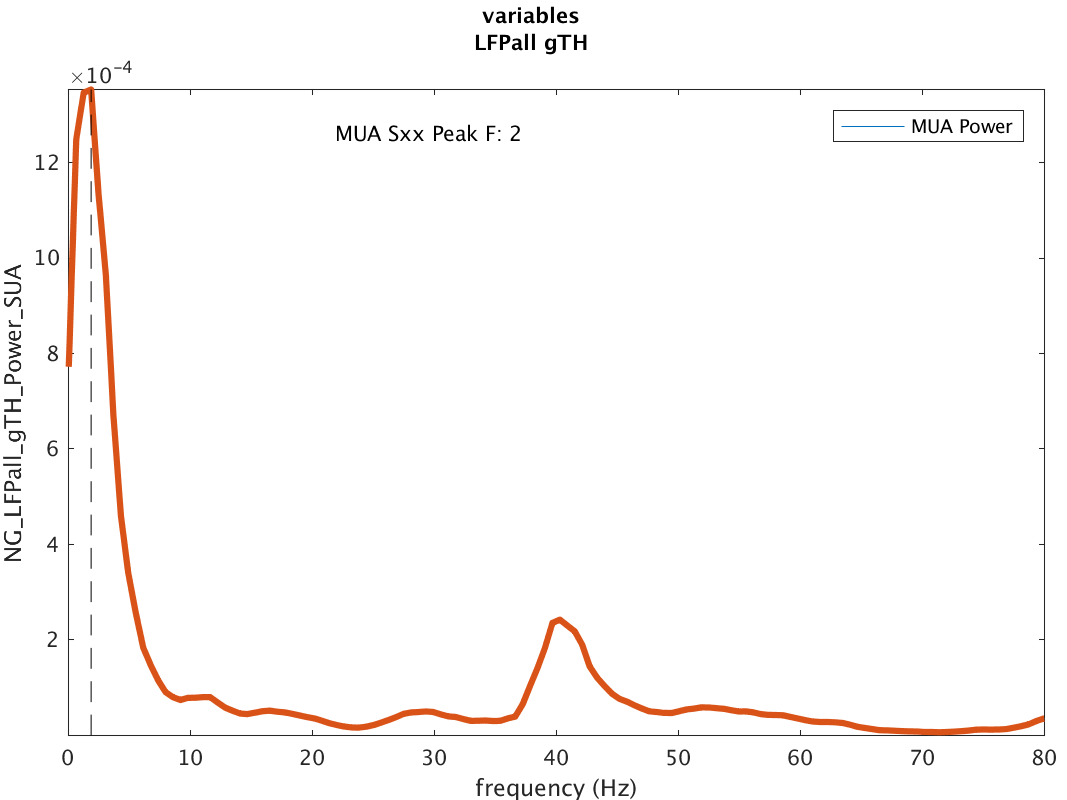 variables
LFPall gTH
×10⁻⁴
MUA Sxx Peak F: 2
MUA Power
NG_LFPall_gTH_Power_SUA
12
10
8
6
4
2
0 10 20 30 40 50 60 70 80
frequency (Hz)